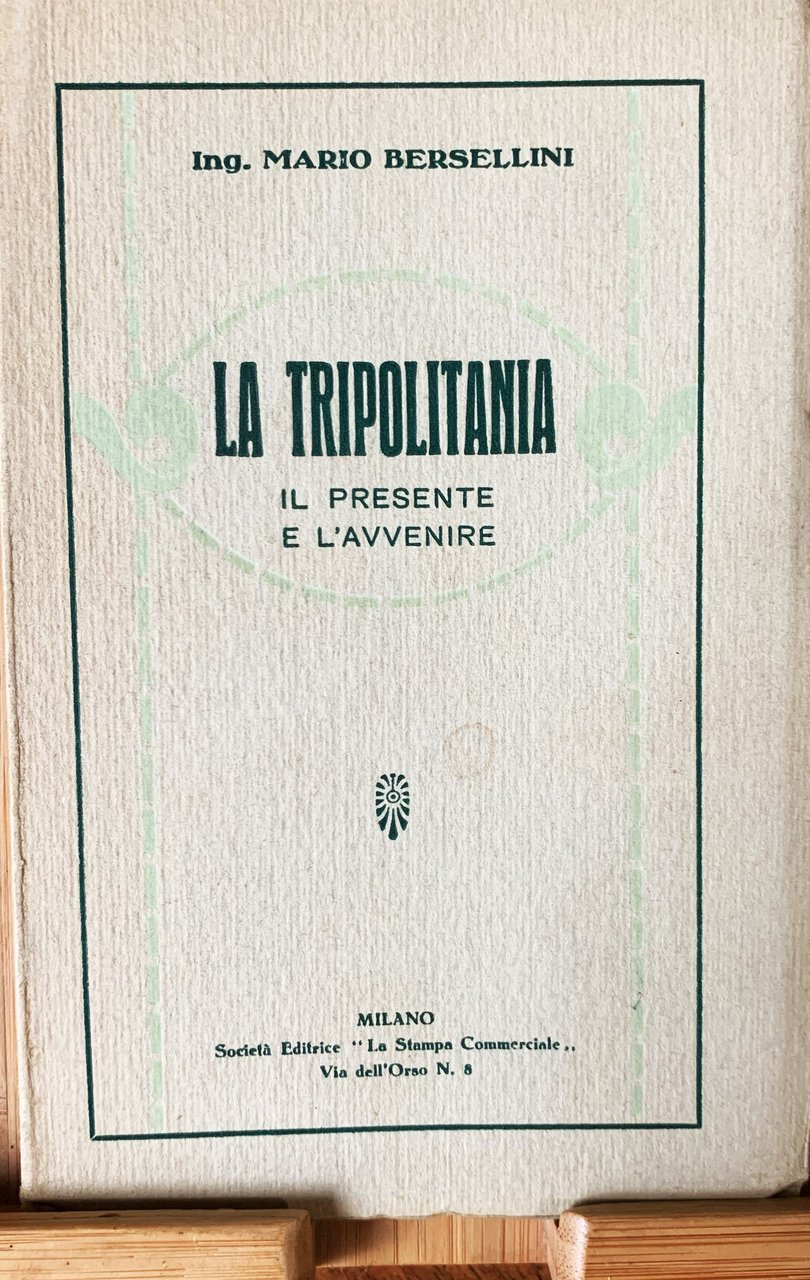 Ing. MARIO BERSELLINI
LA TRIPOLITANIA
IL PRESENTE
E L'AVVENIRE
MILANO
Società Editrice “La Stampa Commerciale„
Via dell'Orso N. 8